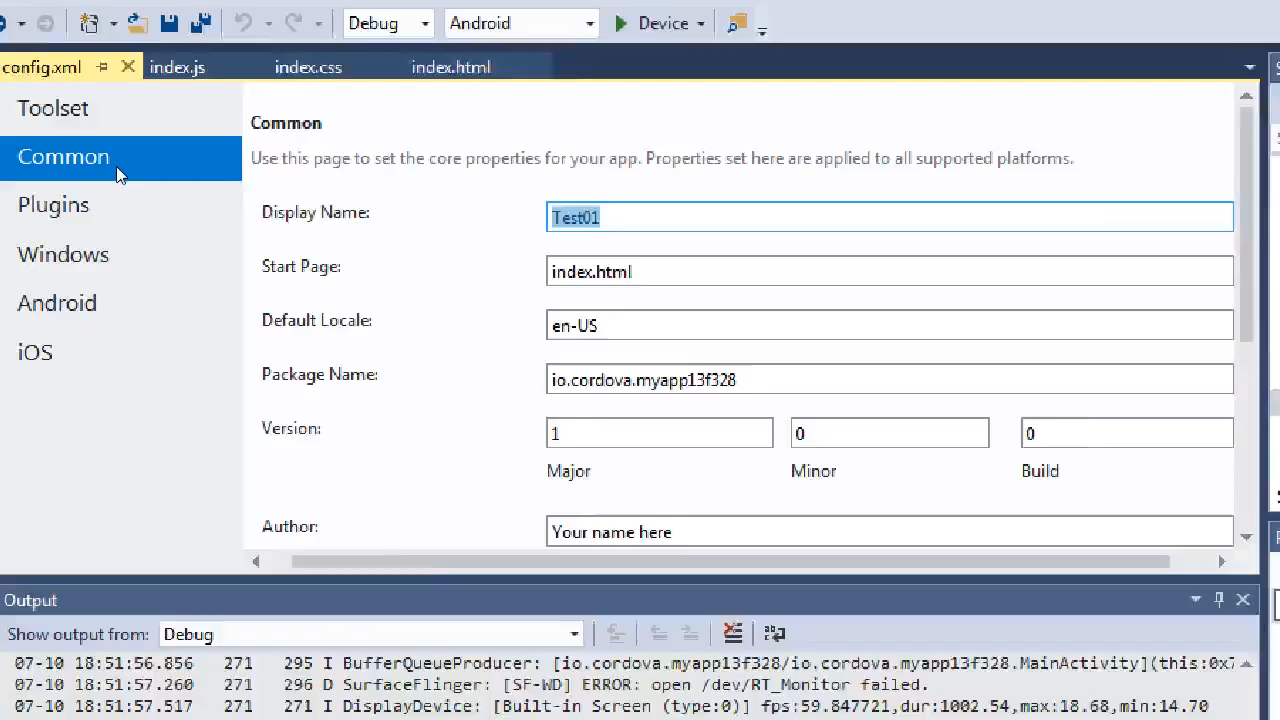 Debug Android Device
config.xml index.js index.css index.html
Toolset
Common
Plugins
Windows
Android
iOS
Common
Use this page to set the core properties for your app. Properties set here are applied to all supported platforms.
Display Name: Test01
Start Page: index.html
Default Locale: en-US
Package Name: io.cordova.myapp13f328
Version: 1 0 0
Major Minor Build
Author: Your name here
Output
Show output from: Debug
07-10 18:51:56.856 271 295 I BufferQueueProducer: [io.cordova.myapp13f328/io.cordova.myapp13f328.MainActivity](this:0x7
07-10 18:51:57.260 271 296 D SurfaceFlinger: [SF-WD] ERROR: open /dev/RT_Monitor failed.
07-10 18:51:57.517 271 271 I DisplayDevice: [Built-in Screen (type:0)] fps:59.847721,dur:1002.54,max:18.68,min:14.70